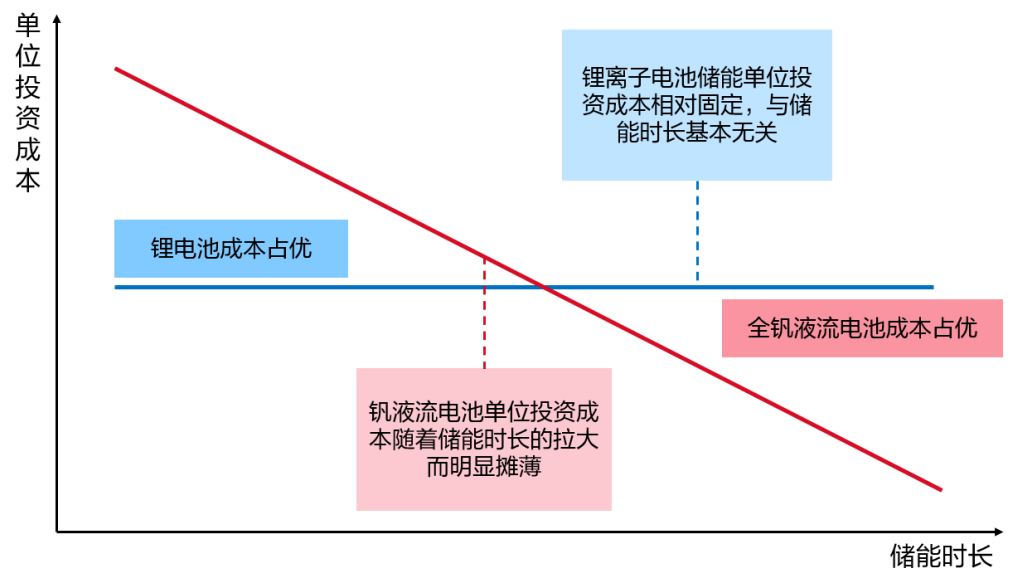 单位投资成本
锂离子电池储能单位投
资成本相对固定，与储
能时长基本无关
锂电池成本占优
全钒液流电池成本占优
钒液流电池单位投资成
本随着储能时长的拉大
而明显摊薄
储能时长